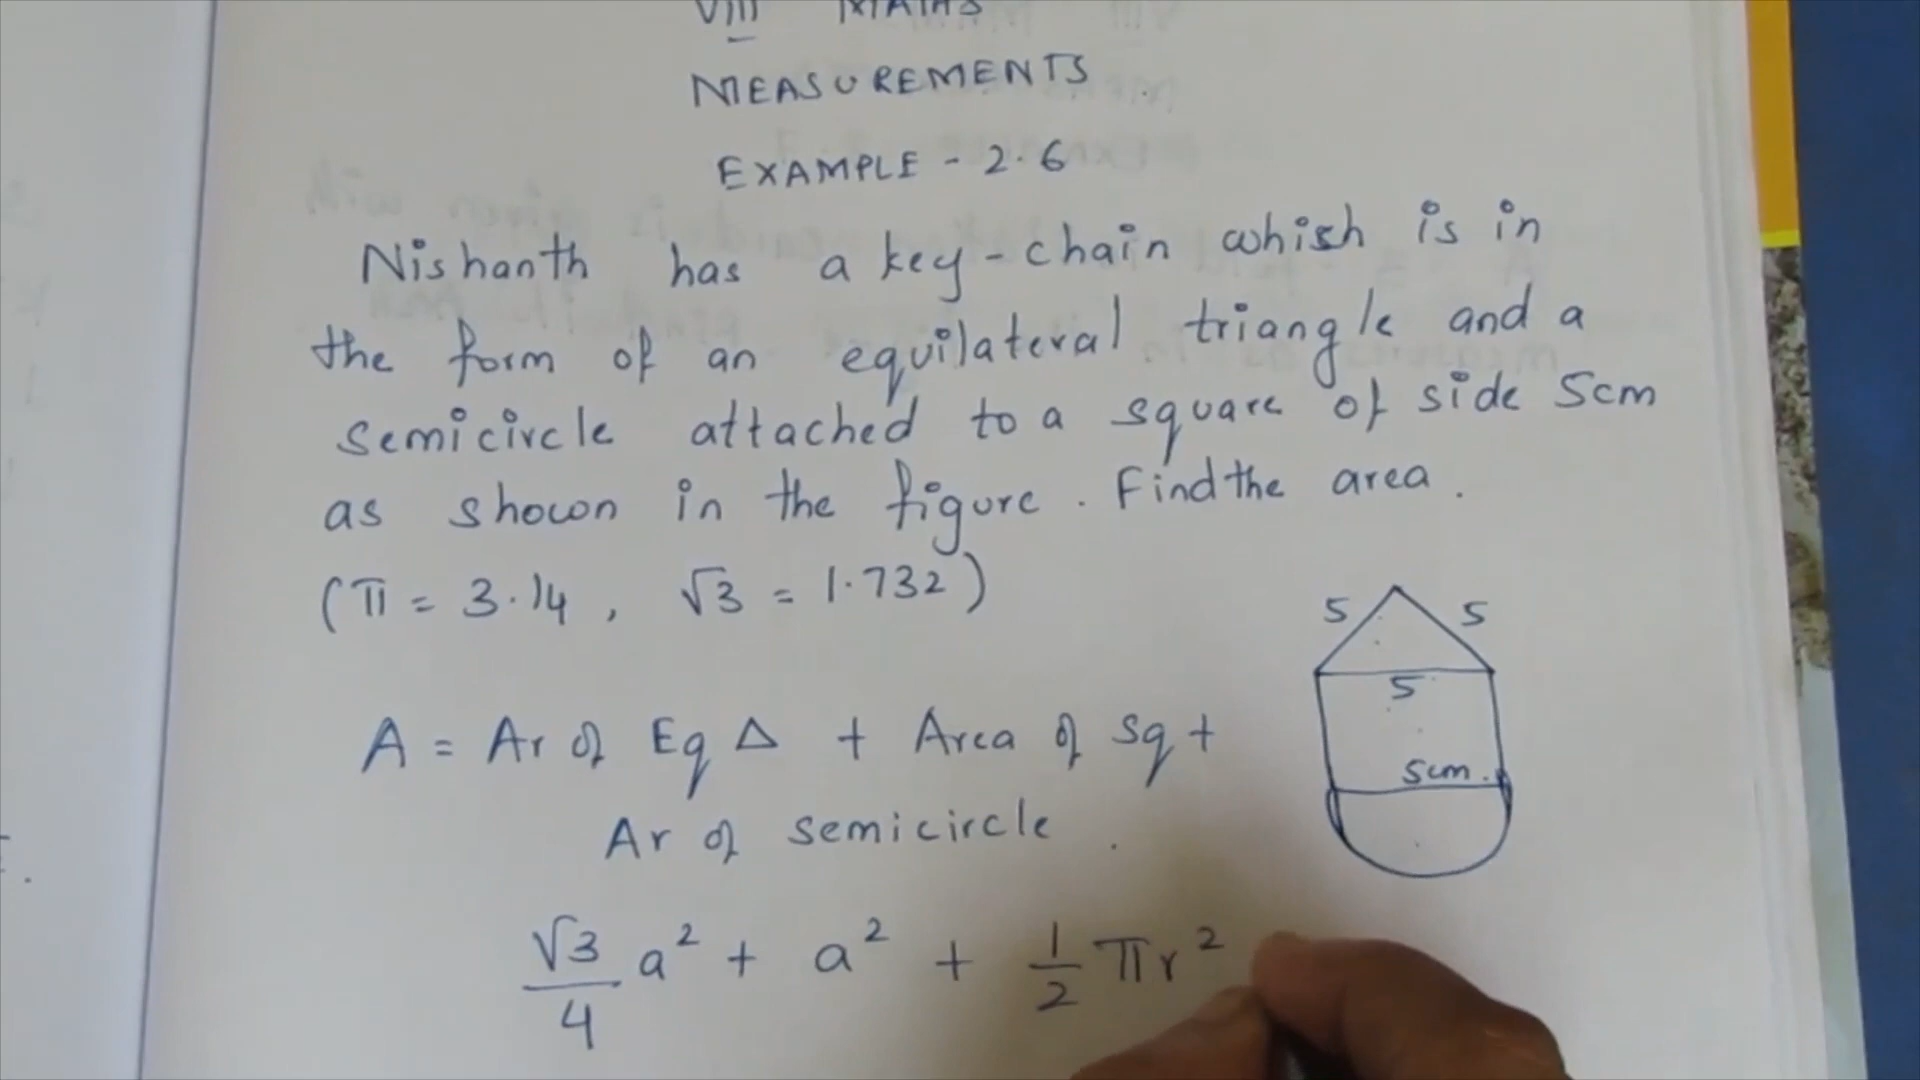 VIII MATHS
MEASUREMENTS
EXAMPLE - 2.6
Nishanth has a key-chain which is in
the form of an equilateral triangle and a
semicircle attached to a square of side 5cm
as shown in the figure. Find the area.
(π = 3.14, √3 = 1.732)
5 5
5
5cm.
A = Ar of Eq Δ + Area of sq +
Ar of semicircle.
√3/4 a² + a² + 1/2 πr²